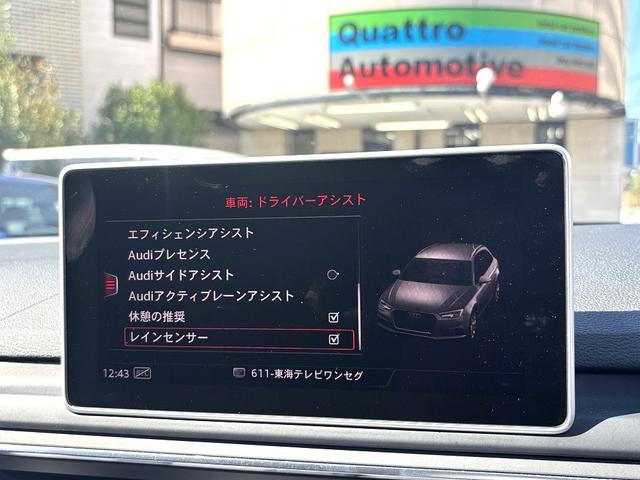 Quattro
Automotive
車両: ドライバーアシスト
エフィシェンシアシスト
Audiプレセンス
Audiサイドアシスト
Audiアクティブレーンアシスト
休憩の推奨
レインセンサー
12:43
611-東海テレビワンセグ